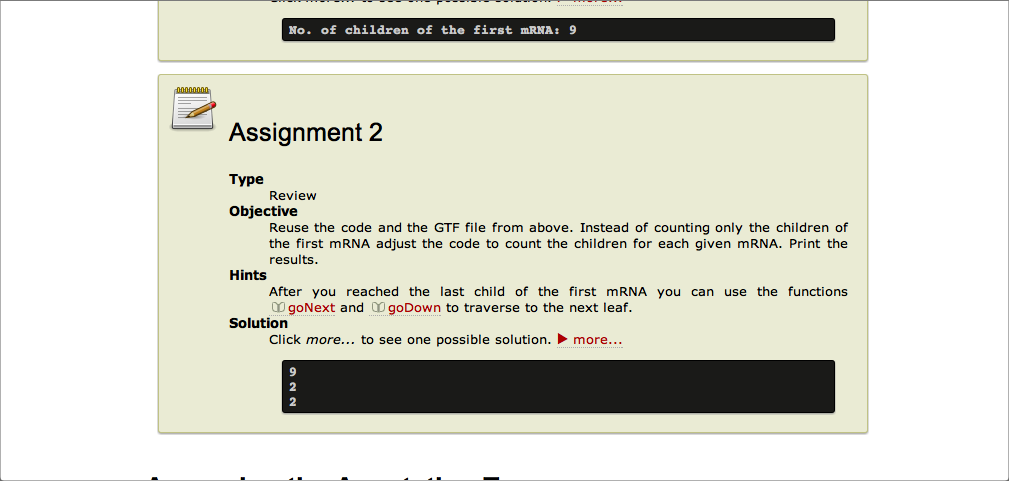 No. of children of the first mRNA: 9
Assignment 2
Type
Review
Objective
Reuse the code and the GTF file from above. Instead of counting only the children of
the first mRNA adjust the code to count the children for each given mRNA. Print the
results.
Hints
After you reached the last child of the first mRNA you can use the functions
goNext and goDown to traverse to the next leaf.
Solution
Click more... to see one possible solution. ▶ more...
9
2
2